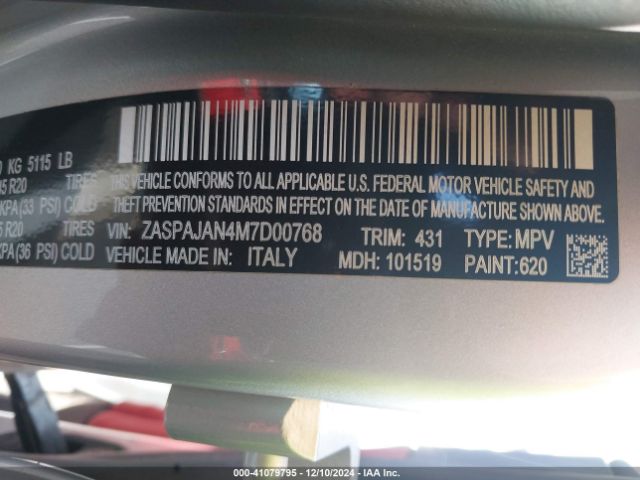 KG 5115 LB
R20 TIRES THIS VEHICLE CONFORMS TO ALL APPLICABLE U.S. FEDERAL MOTOR VEHICLE SAFETY AND
KPA(33 PSI) COLD THEFT PREVENTION STANDARDS IN EFFECT ON THE DATE OF MANUFACTURE SHOWN ABOVE.
R20 TIRES VIN: ZASPAJAN4M7D00768 TRIM: 431 TYPE: MPV
KPA(36 PSI) COLD VEHICLE MADE IN: ITALY MDH: 101519 PAINT:620
000-41079795 - 12/10/2024 - IAA Inc.